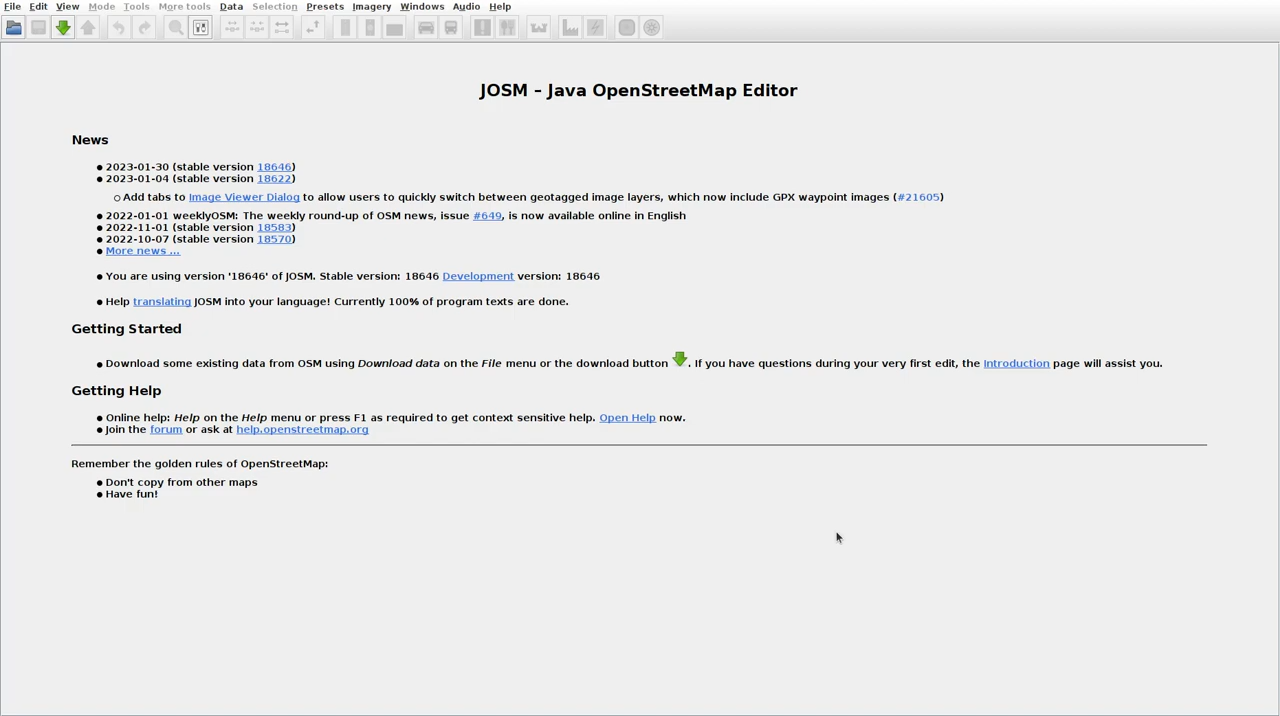 File Edit View Mode Tools More tools Data Selection Presets Imagery Windows Audio Help
JOSM – Java OpenStreetMap Editor
News
2023-01-30 (stable version 18646)
2023-01-04 (stable version 18622)
Add tabs to Image Viewer Dialog to allow users to quickly switch between geotagged image layers, which now include GPX waypoint images (#21605)
2022-01-01 weeklyOSM: The weekly round-up of OSM news, issue #649, is now available online in English
2022-11-01 (stable version 18583)
2022-10-07 (stable version 18570)
More news ...
You are using version '18646' of JOSM. Stable version: 18646 Development version: 18646
Help translating JOSM into your language! Currently 100% of program texts are done.
Getting Started
Download some existing data from OSM using Download data on the File menu or the download button . If you have questions during your very first edit, the Introduction page will assist you.
Getting Help
Online help: Help on the Help menu or press F1 as required to get context sensitive help. Open Help now.
Join the forum or ask at help.openstreetmap.org
Remember the golden rules of OpenStreetMap:
Don't copy from other maps
Have fun!